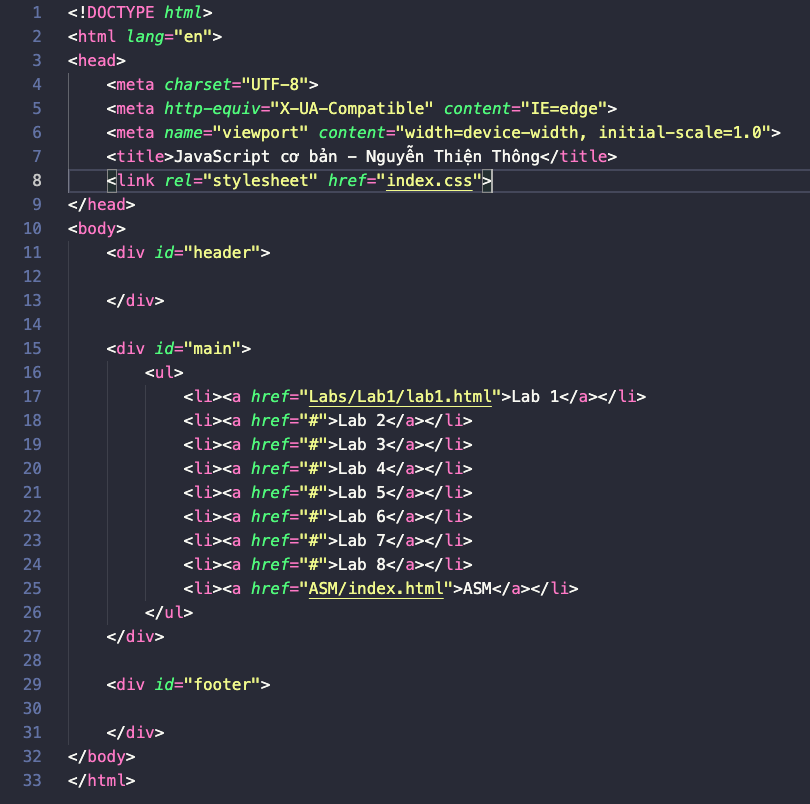 1 <!DOCTYPE html>
2 <html lang="en">
3 <head>
4     <meta charset="UTF-8">
5     <meta http-equiv="X-UA-Compatible" content="IE=edge">
6     <meta name="viewport" content="width=device-width, initial-scale=1.0">
7     <title>JavaScript cơ bản - Nguyễn Thiện Thông</title>
8     <link rel="stylesheet" href="index.css">
9 </head>
10 <body>
11     <div id="header">
12
13     </div>
14
15     <div id="main">
16         <ul>
17             <li><a href="Labs/Lab1/lab1.html">Lab 1</a></li>
18             <li><a href="#">Lab 2</a></li>
19             <li><a href="#">Lab 3</a></li>
20             <li><a href="#">Lab 4</a></li>
21             <li><a href="#">Lab 5</a></li>
22             <li><a href="#">Lab 6</a></li>
23             <li><a href="#">Lab 7</a></li>
24             <li><a href="#">Lab 8</a></li>
25             <li><a href="ASM/index.html">ASM</a></li>
26         </ul>
27     </div>
28
29     <div id="footer">
30
31     </div>
32 </body>
33 </html>